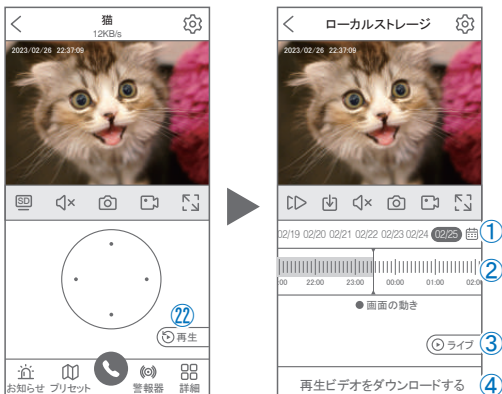 猫
12KB/s
2023/02/26 22:37:09
SD
㉒
再生
お知らせ プリセット 警報器 詳細
ローカルストレージ
2023/02/26 22:37:09
02/19 02/20 02/21 02/22 02/23 02/24 02/25 ①
②
00 22:00 23:00 00:00 01:00 02:0
●画面の動き
ライブ ③
再生ビデオをダウンロードする ④